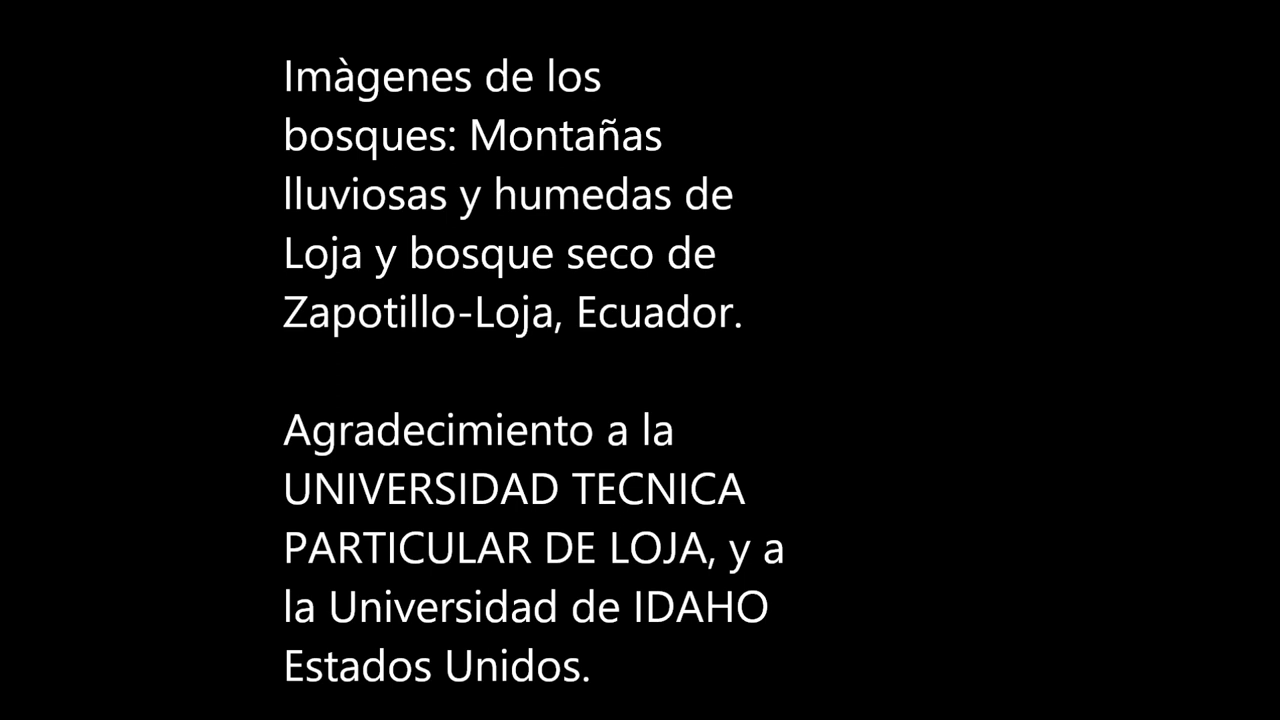 Imàgenes de los
bosques: Montañas
lluviosas y humedas de
Loja y bosque seco de
Zapotillo-Loja, Ecuador.
Agradecimiento a la
UNIVERSIDAD TECNICA
PARTICULAR DE LOJA, y a
la Universidad de IDAHO
Estados Unidos.